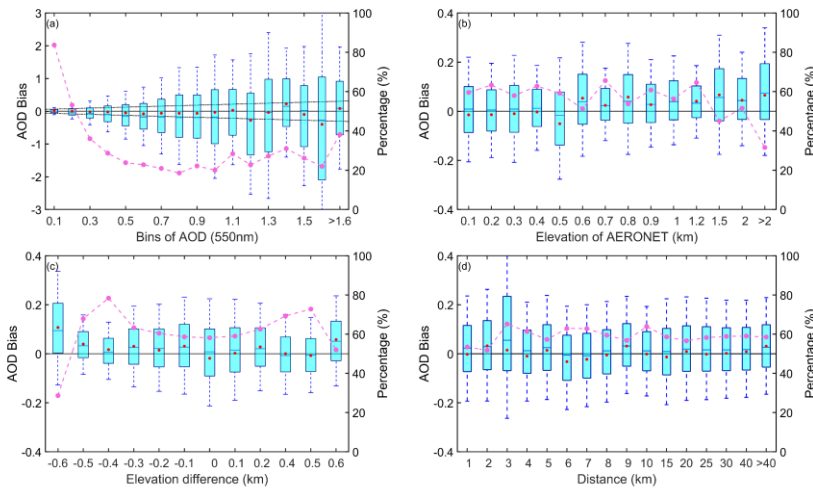 (a)
3
2
1
0
-1
-2
-3
AOD Bias
100
80
60
40
20
0
Percentage (%)
0.1 0.3 0.5 0.7 0.9 1.1 1.3 1.5 >1.6
Bins of AOD (550nm)
(b)
0.4
0.2
0
-0.2
-0.4
AOD Bias
100
80
60
40
20
0
Percentage (%)
0.1 0.2 0.3 0.4 0.5 0.6 0.7 0.8 0.9 1 1.2 1.5 2 >2
Elevation of AERONET (km)
(c)
0.4
0.2
0
-0.2
-0.4
AOD Bias
100
80
60
40
20
0
Percentage (%)
-0.6 -0.5 -0.4 -0.3 -0.2 -0.1 0 0.1 0.2 0.4 0.5 0.6
Elevation difference (km)
(d)
0.4
0.2
0
-0.2
-0.4
AOD Bias
100
80
60
40
20
0
Percentage (%)
1 2 3 4 5 6 7 8 9 10 15 20 25 30 40 >40
Distance (km)